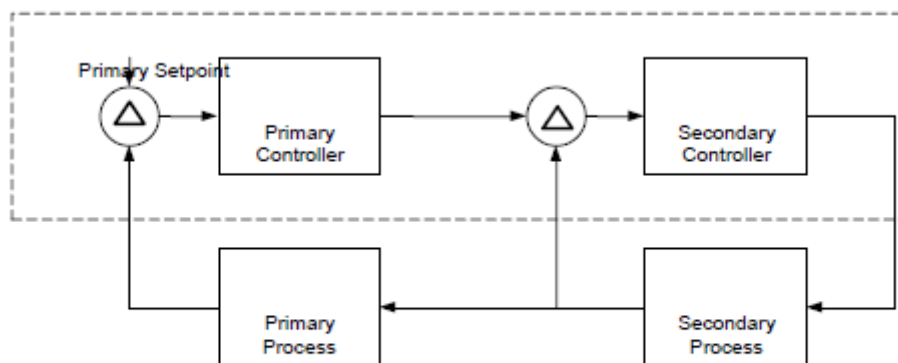 Primary Setpoint
Primary
Controller
Secondary
Controller
Primary
Process
Secondary
Process